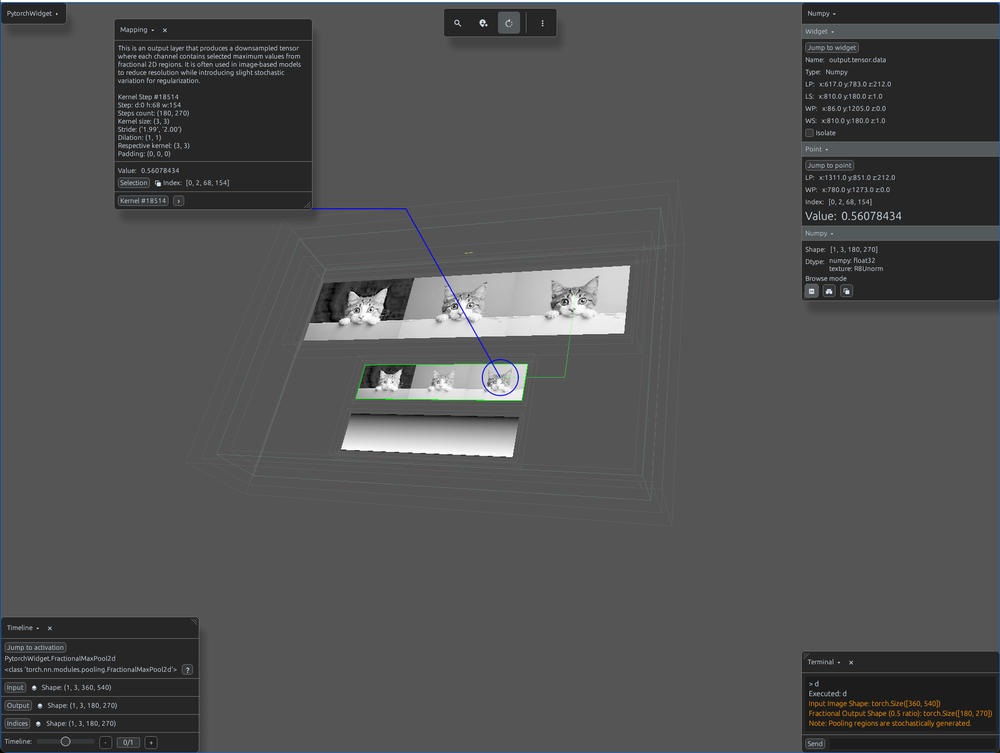 PytorchWidget
Mapping
This is an output layer that produces a downsampled tensor
where each channel contains selected maximum values from
fractional 2D regions. It is often used in image-based models
to reduce resolution while introducing slight stochastic
variation for regularization.
Kernel Step #18514
Step: d:0 h:68 w:154
Steps count: (180, 270)
Kernel size: (3, 3)
Stride: ('1.99', '2.00')
Dilation: (1, 1)
Respective kernel: (3, 3)
Padding: (0, 0, 0)
Value: 0.56078434
Selection Index: [0, 2, 68, 154]
Kernel #18514 ›
Numpy
Widget
Jump to widget
Name: output.tensor.data
Type: Numpy
LP: x:617.0 y:783.0 z:212.0
LS: x:810.0 y:180.0 z:1.0
WP: x:86.0 y:1205.0 z:0.0
WS: x:810.0 y:180.0 z:1.0
Isolate
Point
Jump to point
LP: x:1311.0 y:851.0 z:212.0
WP: x:780.0 y:1273.0 z:0.0
Index: [0, 2, 68, 154]
Value: 0.56078434
Numpy
Shape: [1, 3, 180, 270]
Dtype: numpy: float32
texture: R8Unorm
Browse mode
Timeline
Jump to activation
PytorchWidget.FractionalMaxPool2d
<class 'torch.nn.modules.pooling.FractionalMaxPool2d'> ?
Input Shape: (1, 3, 360, 540)
Output Shape: (1, 3, 180, 270)
Indices Shape: (1, 3, 180, 270)
Timeline: - 0/1 +
Terminal
> d
Executed: d
Input Image Shape: torch.Size([360, 540])
Fractional Output Shape (0.5 ratio): torch.Size([180, 270])
Note: Pooling regions are stochastically generated.
Send